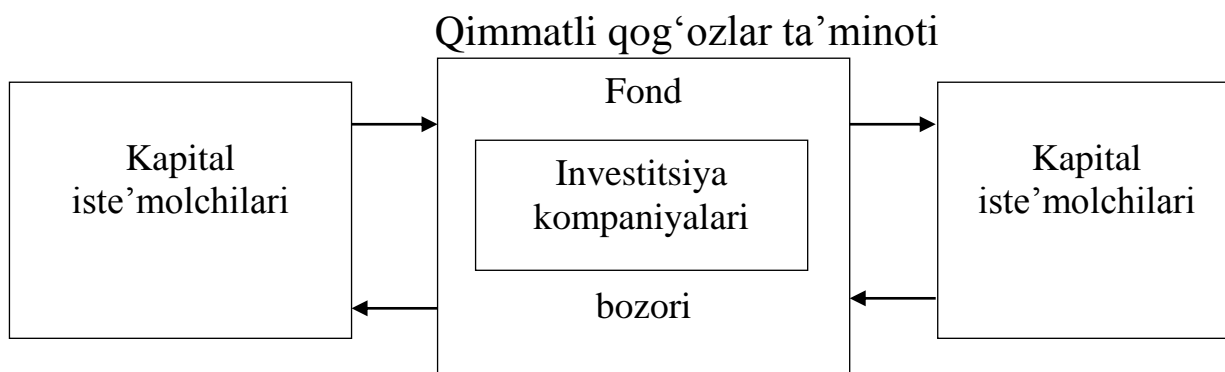 Qimmatli qog‘ozlar ta’minoti
Kapital
iste’molchilari
Fond
Investitsiya
kompaniyalari
bozori
Kapital
iste’molchilari